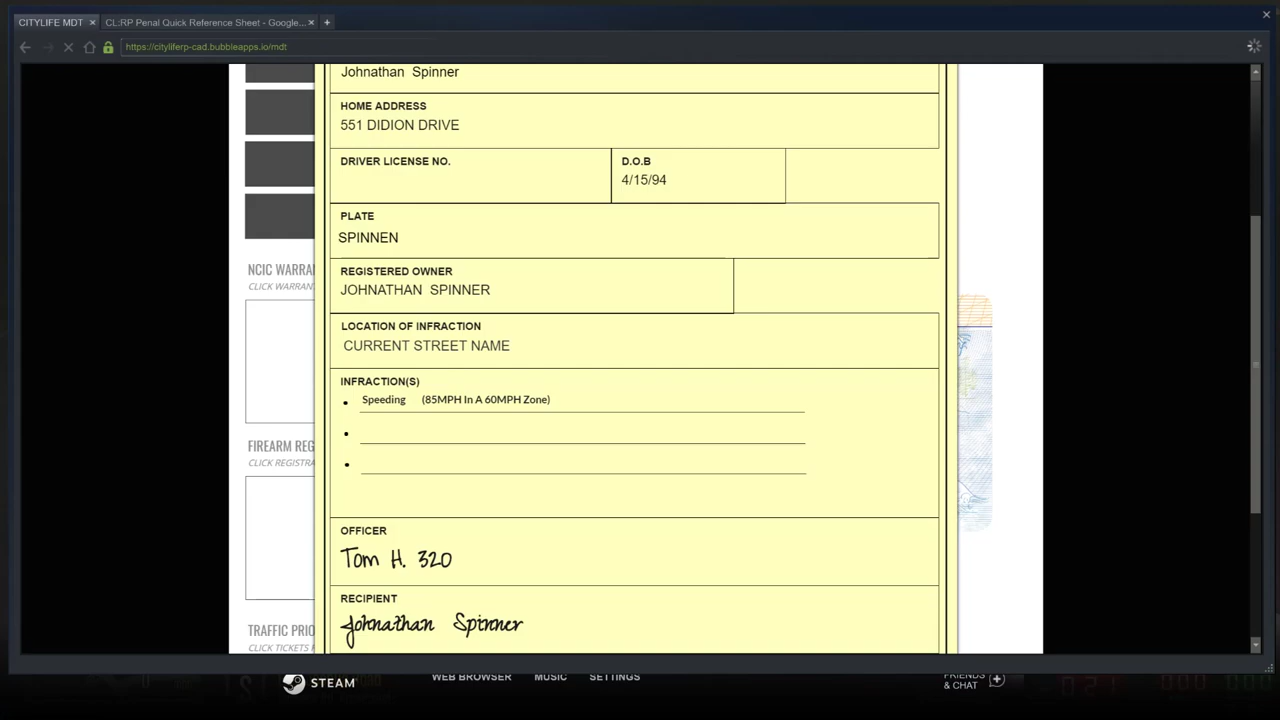 CITYLIFE MDT
CL:RP Penal Quick Reference Sheet - Google...
https://cityliferp-cad.bubbleapps.io/mdt
Johnathan Spinner
HOME ADDRESS
551 DIDION DRIVE
DRIVER LICENSE NO.
D.O.B
4/15/94
PLATE
SPINNEN
NCIC WARRA
CLICK WARRAN
REGISTERED OWNER
JOHNATHAN SPINNER
LOCATION OF INFRACTION
CURRENT STREET NAME
INFRACTION(S)
Speeding (85MPH In A 60MPH Zone)
FIREARM REG
CLICK REGISTRA
OFFICER
Tom H. 320
RECIPIENT
Johnathan Spinner
TRAFFIC PRIO
CLICK TICKETS
STEAM
WEB BROWSER
MUSIC
SETTINGS
FRIENDS
& CHAT